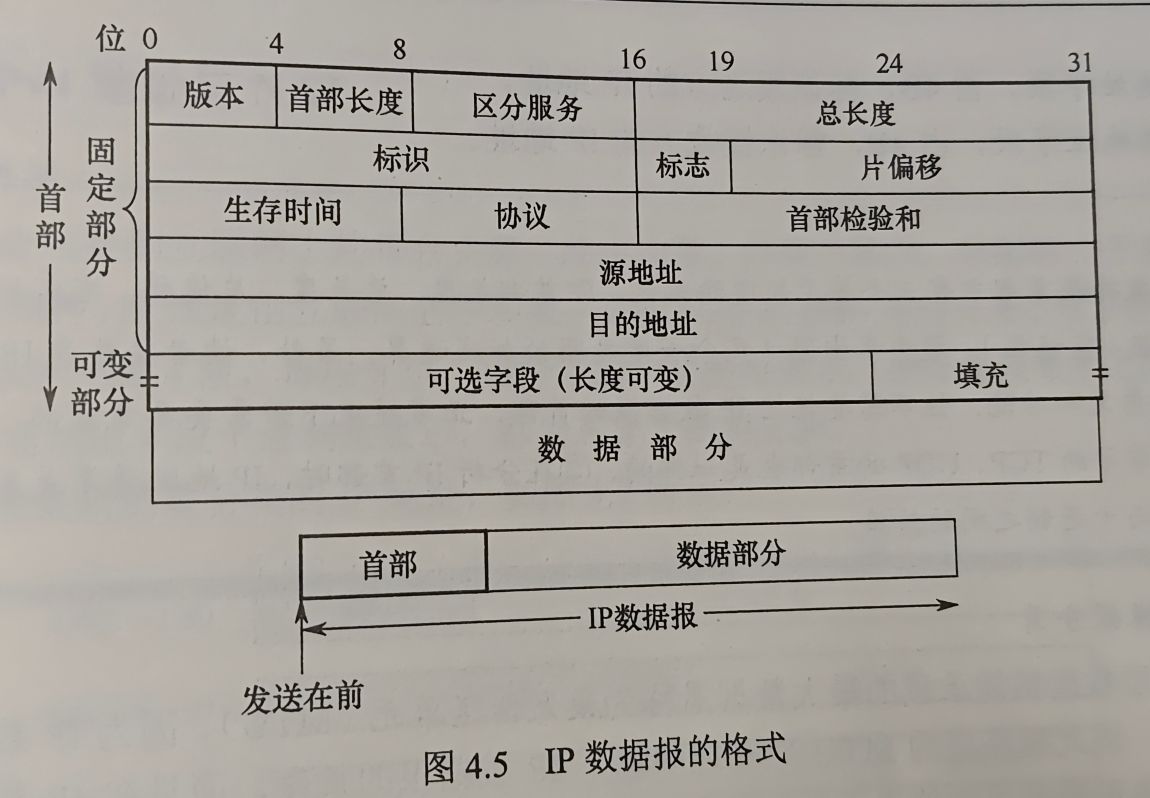 位 0 4 8 16 19 24 31
版本 首部长度 区分服务 总长度
标识 标志 片偏移
生存时间 协议 首部检验和
源地址
目的地址
可选字段（长度可变） 填充
数据部分
首部
固定部分
可变部分
首部 数据部分
IP数据报
发送在前
图 4.5 IP 数据报的格式